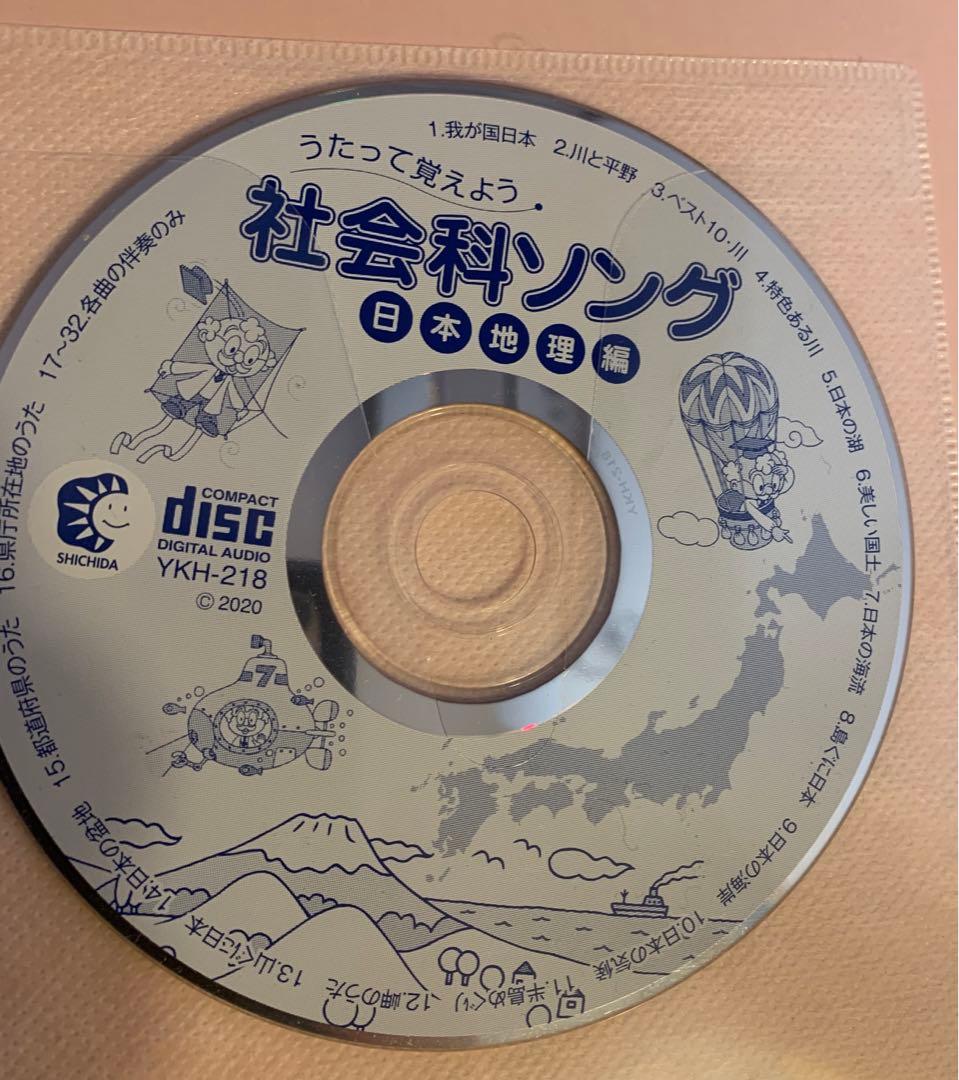 うたって覚えよう
社会科ソング
日本地理編
1.我が国日本
2.川と平野
3.ベスト10・川
4.特色ある川
5.日本の湖
6.美しい国土
7.日本の海流
8.島ぐに日本
9.日本の海岸
10.日本の気候
11.半島めぐり
12.岬のうた
13.山ぐに日本
14.日本の盆地
15.都道府県のうた
16.県庁所在地のうた
17~32.各曲の伴奏のみ
SHICHIDA
COMPACT
disc
DIGITAL AUDIO
YKH-218
© 2020
7
YKH-218